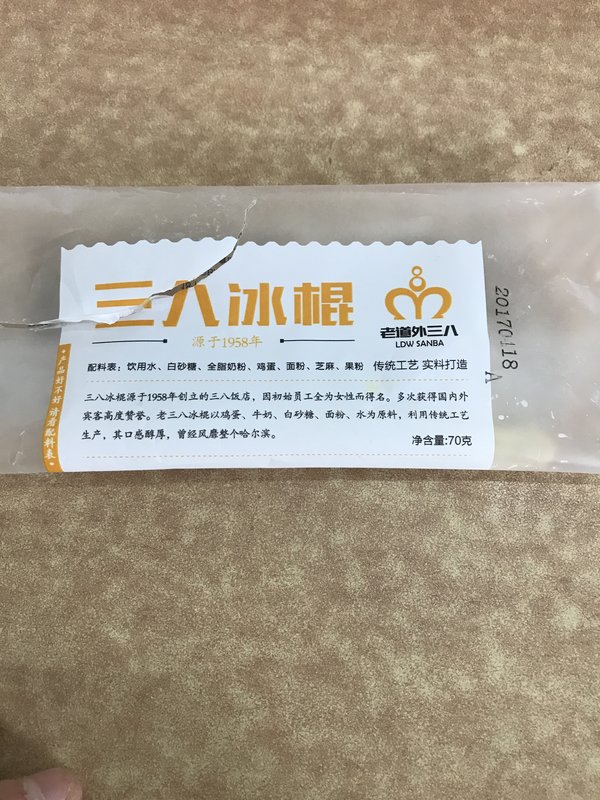 三八冰棍
源于1958年
老道外三八
LDW SANBA
配料表:饮用水、白砂糖、全脂奶粉、鸡蛋、面粉、芝麻、果粉
传统工艺 实料打造
三八冰棍源于1958年创立的三八饭店,因初始员工全为女性而得名。多次获得国内外
宾客高度赞誉。老三八冰棍以鸡蛋、牛奶、白砂糖、面粉、水为原料,利用传统工艺
生产,其口感醇厚,曾经风靡整个哈尔滨。
净含量:70克
产品好不好 请看配料表
20170118 A